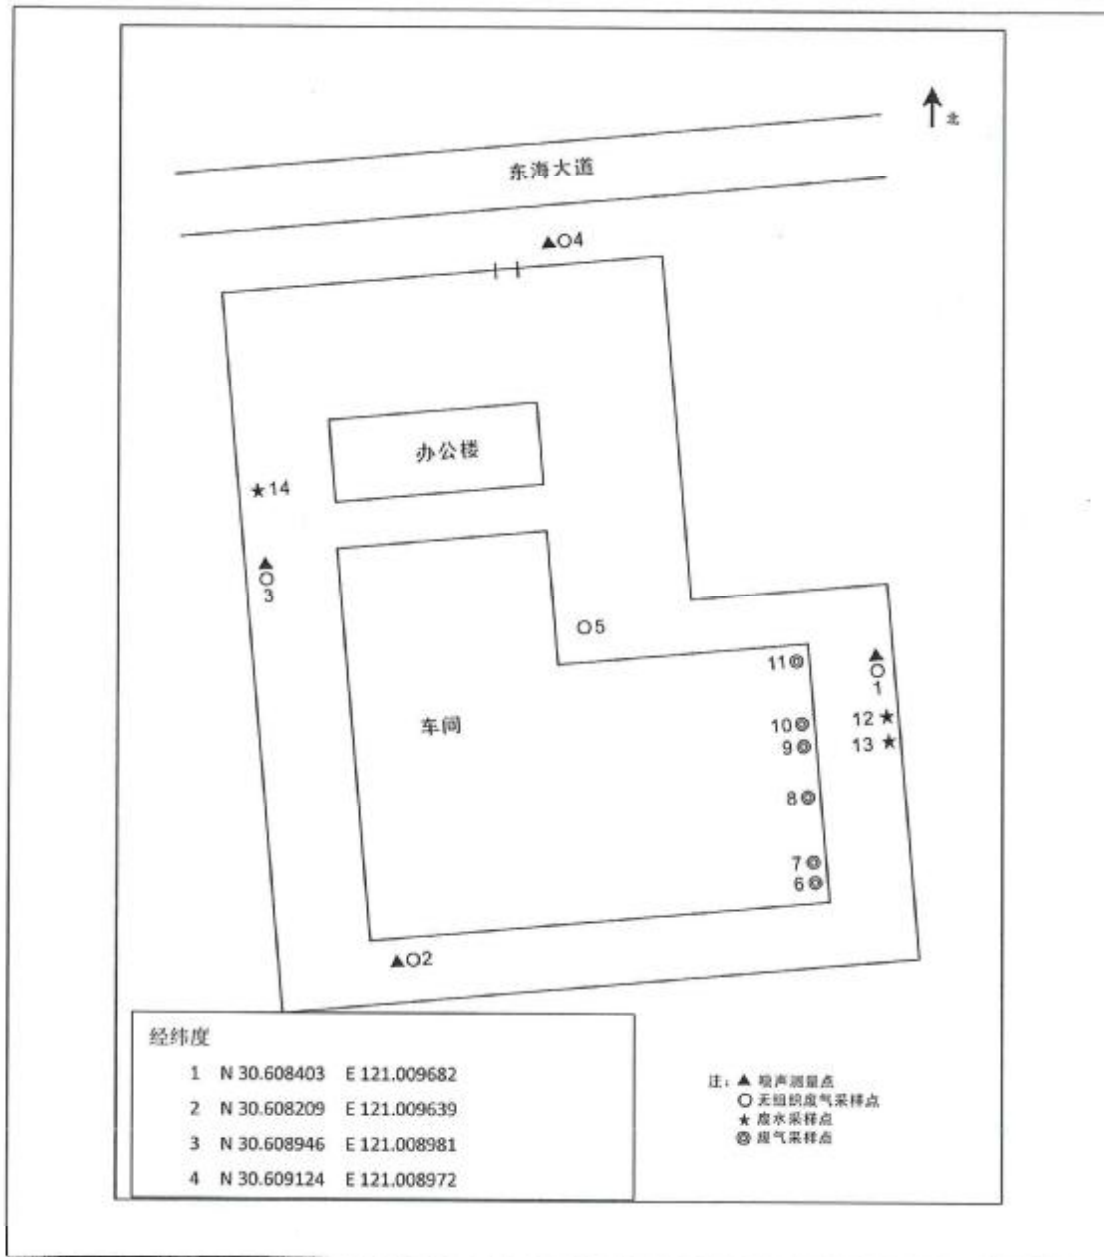 北
东海大道
▲○4
办公楼
★14
▲
○
3
○5
11◎
▲
○
1
车间
10◎
12★
9◎
13★
8◎
7◎
6◎
▲○2
经纬度
1 N 30.608403 E 121.009682
2 N 30.608209 E 121.009639
3 N 30.608946 E 121.008981
4 N 30.609124 E 121.008972
注：▲ 噪声测量点
○ 无组织废气采样点
★ 废水采样点
◎ 废气采样点